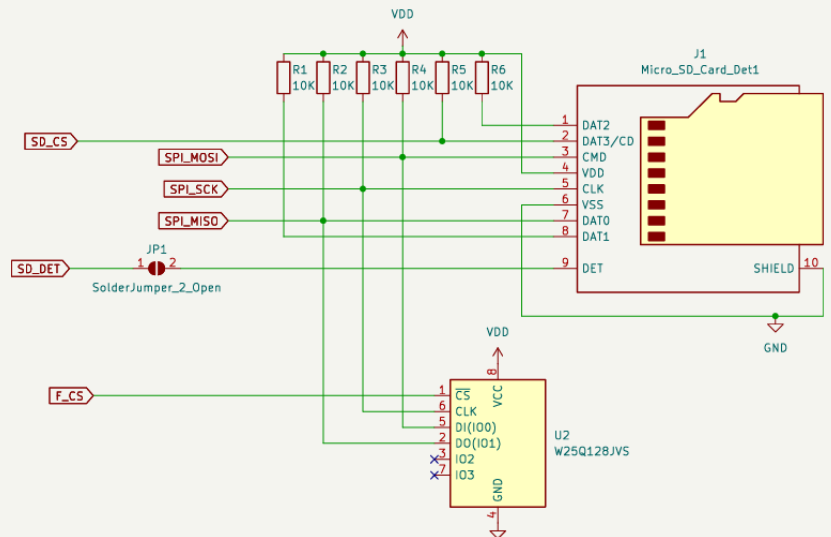 VDD
J1
Micro_SD_Card_Det1
R1 R2 R3 R4 R5 R6
10K 10K 10K 10K 10K 10K
1 DAT2
SD_CS
2 DAT3/CD
SPI_MOSI
3 CMD
4 VDD
SPI_SCK
5 CLK
6 VSS
SPI_MISO
7 DAT0
8 DAT1
JP1
SD_DET
1 2
9 DET
SHIELD 10
SolderJumper_2_Open
GND
VDD
8
VCC
F_CS
1 CS
6 CLK
5 DI(IO0)
2 DO(IO1)
3 IO2
7 IO3
U2
W25Q128JVS
GND
4